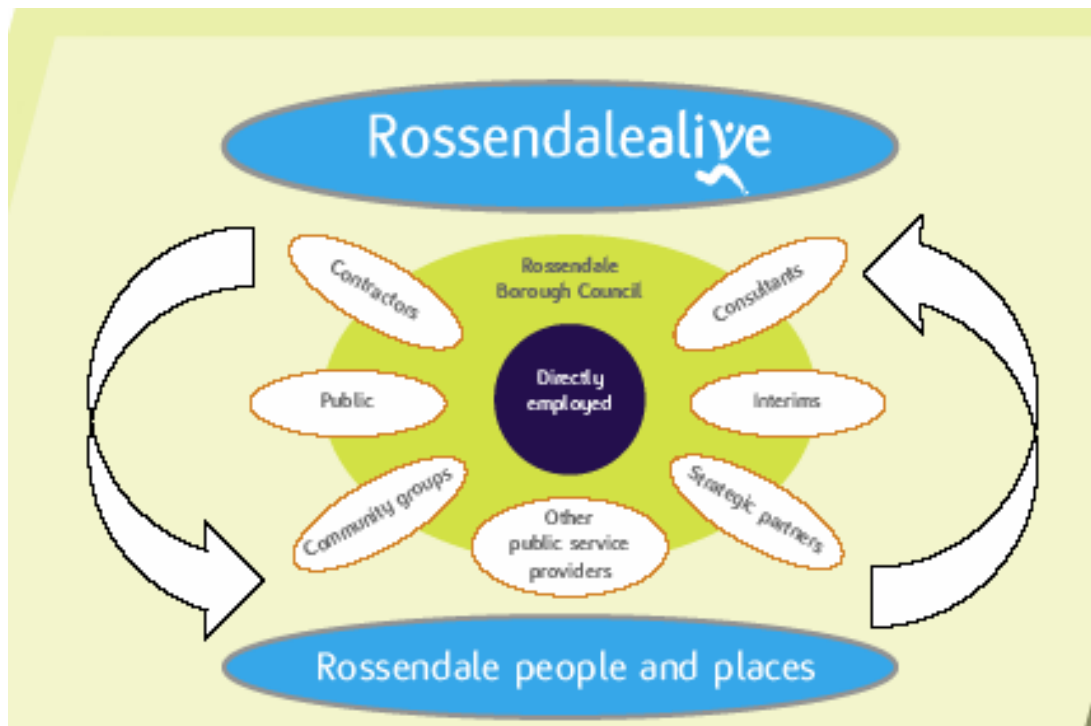 Rossendalealive
Rossendale
Borough Council
Contractors
Consultants
Directly
employed
Public
Interims
Community groups
Strategic partners
Other
public service
providers
Rossendale people and places